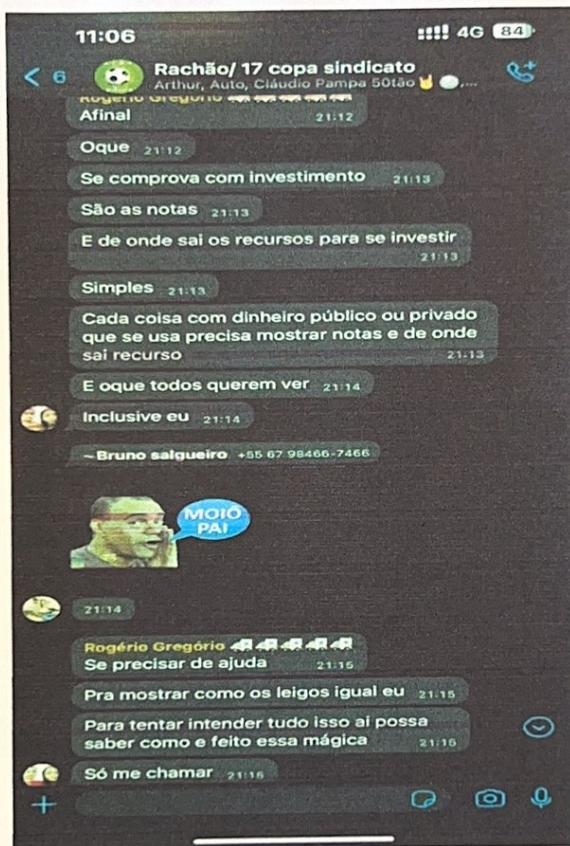 11:06
4G 84
6
Rachão/ 17 copa sindicato
Arthur, Auto, Cláudio Pampa 50tão🤘⚪,...
Rogério Gregório 🚚🚚🚚🚚🚚
Afinal 21:12
Oque 21:12
Se comprova com investimento 21:13
São as notas 21:13
E de onde sai os recursos para se investir
21:13
Simples 21:13
Cada coisa com dinheiro público ou privado
que se usa precisa mostrar notas e de onde
sai recurso 21:13
E oque todos querem ver 21:14
Inclusive eu 21:14
~Bruno salgueiro +55 67 98466-7466
MOIÔ
PAI
21:14
Rogério Gregório 🚚🚚🚚🚚🚚
Se precisar de ajuda 21:15
Pra mostrar como os leigos igual eu 21:15
Para tentar intender tudo isso ai possa
saber como e feito essa mágica 21:15
Só me chamar 21:16